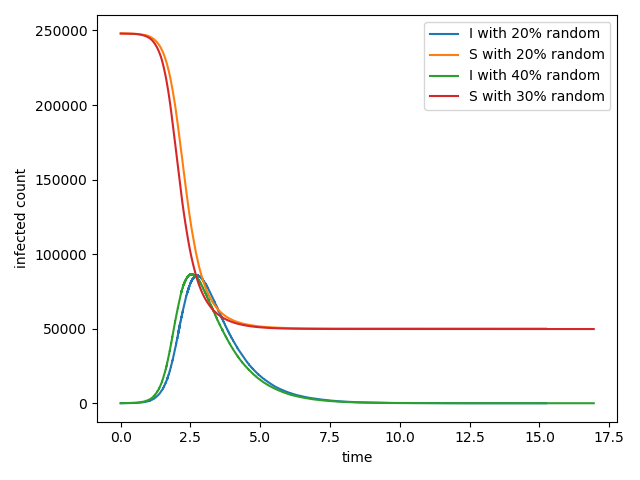 I with 20% random
S with 20% random
I with 40% random
S with 30% random
250000
200000
150000
100000
50000
0
infected count
0.0 2.5 5.0 7.5 10.0 12.5 15.0 17.5
time